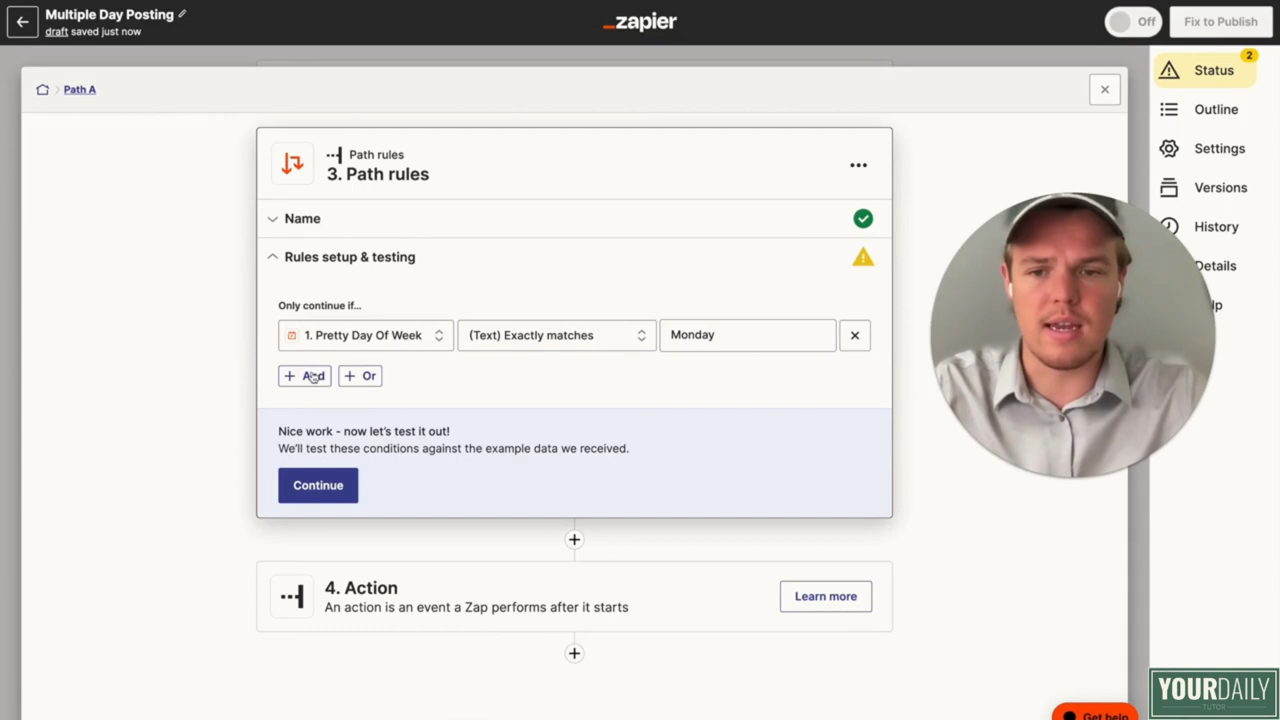 Multiple Day Posting
draft saved just now
zapier
Off
Fix to Publish
Path A
2
Status
Outline
Settings
Versions
History
Details
Path rules
3. Path rules
Name
Rules setup & testing
Only continue if...
1. Pretty Day Of Week
(Text) Exactly matches
Monday
+ Or
Nice work - now let's test it out!
We'll test these conditions against the example data we received.
Continue
4. Action
An action is an event a Zap performs after it starts
Learn more
Get help
YOURDAILY
TUTOR